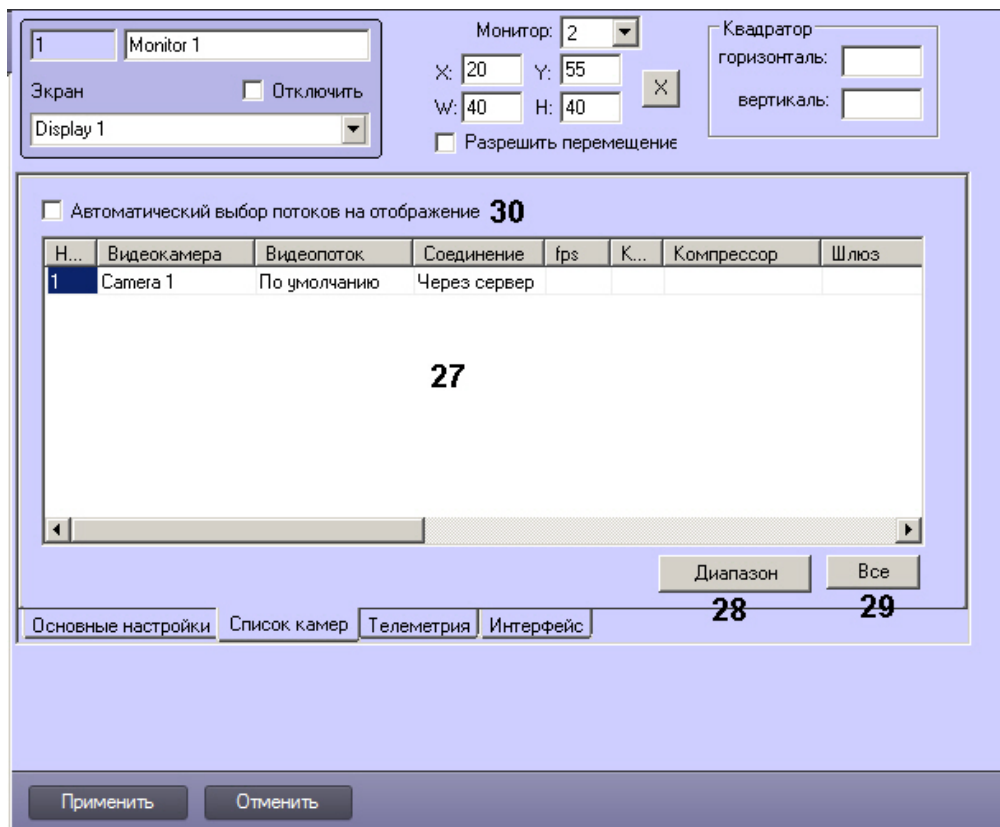 1 Monitor 1
Экран Отключить
Display 1
Монитор: 2
X: 20 Y: 55 X
W: 40 H: 40
Разрешить перемещение
Квадратор
горизонталь:
вертикаль:
Автоматический выбор потоков на отображение 30
Н... Видеокамера Видеопоток Соединение fps К... Компрессор Шлюз
1 Camera 1 По умолчанию Через сервер
27
Диапазон Все
28 29
Основные настройки Список камер Телеметрия Интерфейс
Применить Отменить